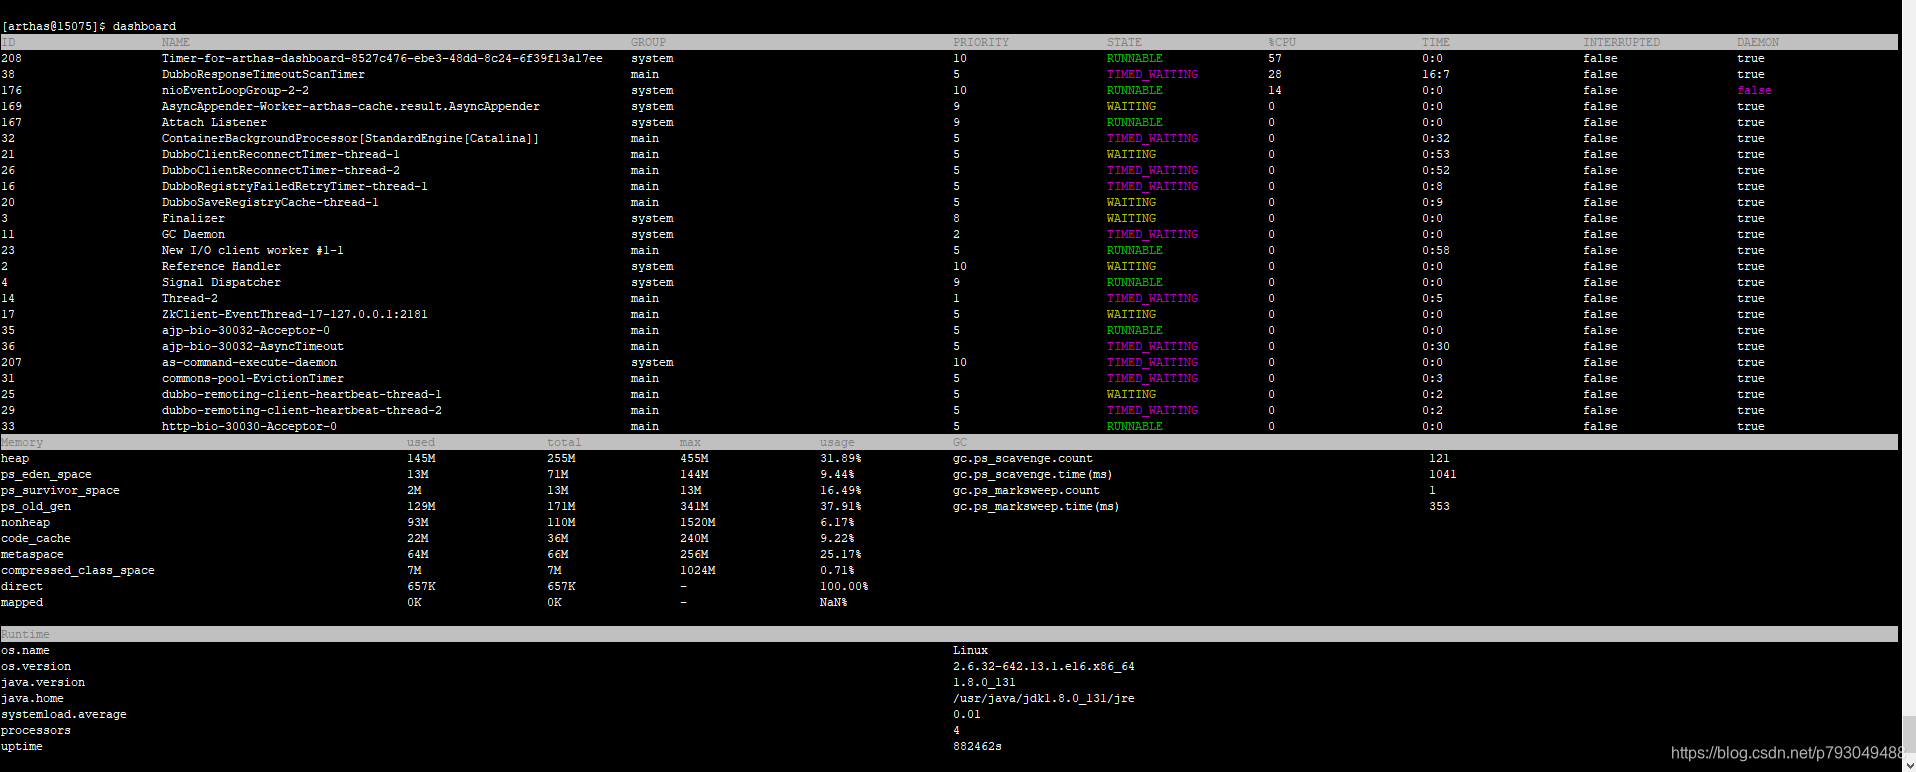 [arthas@15075]$ dashboard
ID NAME GROUP PRIORITY STATE %CPU TIME INTERRUPTED DAEMON
208 Timer-for-arthas-dashboard-8527c476-ebe3-48dd-8c24-6f39f13a17ee system 10 RUNNABLE 57 0:0 false true
38 DubboResponseTimeoutScanTimer main 5 TIMED_WAITING 28 16:7 false true
176 nioEventLoopGroup-2-2 system 10 RUNNABLE 14 0:0 false false
169 AsyncAppender-Worker-arthas-cache.result.AsyncAppender system 9 WAITING 0 0:0 false true
167 Attach Listener system 9 RUNNABLE 0 0:0 false true
32 ContainerBackgroundProcessor[StandardEngine[Catalina]] main 5 TIMED_WAITING 0 0:32 false true
21 DubboClientReconnectTimer-thread-1 main 5 WAITING 0 0:53 false true
26 DubboClientReconnectTimer-thread-2 main 5 TIMED_WAITING 0 0:52 false true
16 DubboRegistryFailedRetryTimer-thread-1 main 5 TIMED_WAITING 0 0:8 false true
20 DubboSaveRegistryCache-thread-1 main 5 WAITING 0 0:9 false true
3 Finalizer system 8 WAITING 0 0:0 false true
11 GC Daemon system 2 TIMED_WAITING 0 0:0 false true
23 New I/O client worker #1-1 main 5 RUNNABLE 0 0:58 false true
2 Reference Handler system 10 WAITING 0 0:0 false true
4 Signal Dispatcher system 9 RUNNABLE 0 0:0 false true
14 Thread-2 main 1 TIMED_WAITING 0 0:5 false true
17 ZkClient-EventThread-17-127.0.0.1:2181 main 5 WAITING 0 0:0 false true
35 ajp-bio-30032-Acceptor-0 main 5 RUNNABLE 0 0:0 false true
36 ajp-bio-30032-AsyncTimeout main 5 TIMED_WAITING 0 0:30 false true
207 as-command-execute-daemon system 10 TIMED_WAITING 0 0:0 false true
31 commons-pool-EvictionTimer main 5 TIMED_WAITING 0 0:3 false true
25 dubbo-remoting-client-heartbeat-thread-1 main 5 WAITING 0 0:2 false true
29 dubbo-remoting-client-heartbeat-thread-2 main 5 TIMED_WAITING 0 0:2 false true
33 http-bio-30030-Acceptor-0 main 5 RUNNABLE 0 0:0 false true
Memory used total max usage GC
heap 145M 255M 455M 31.89% gc.ps_scavenge.count 121
ps_eden_space 13M 71M 144M 9.44% gc.ps_scavenge.time(ms) 1041
ps_survivor_space 2M 13M 13M 16.49% gc.ps_marksweep.count 1
ps_old_gen 129M 171M 341M 37.91% gc.ps_marksweep.time(ms) 353
nonheap 93M 110M 1520M 6.17%
code_cache 22M 36M 240M 9.22%
metaspace 64M 66M 256M 25.17%
compressed_class_space 7M 7M 1024M 0.71%
direct 657K 657K - 100.00%
mapped 0K 0K - NaN%
Runtime
os.name Linux
os.version 2.6.32-642.13.1.el6.x86_64
java.version 1.8.0_131
java.home /usr/java/jdk1.8.0_131/jre
systemload.average 0.01
processors 4
uptime 882462s
https://blog.csdn.net/p793049488